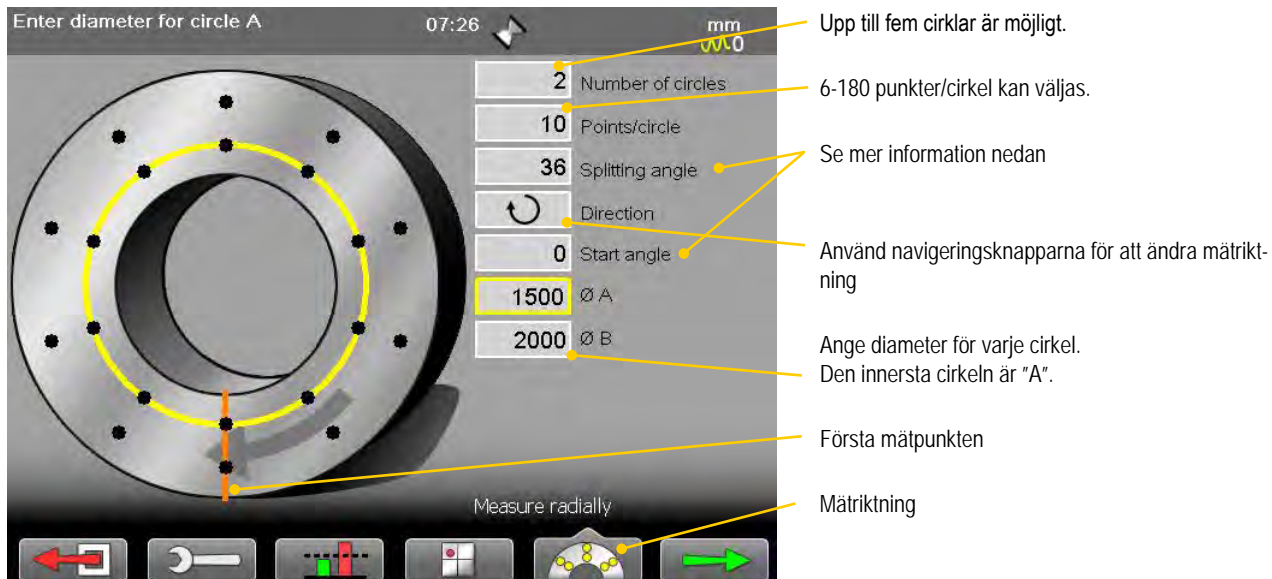 Enter diameter for circle A
07:26
mm
0
2 Number of circles
10 Points/circle
36 Splitting angle
Direction
0 Start angle
1500 Ø A
2000 Ø B
Measure radially
Upp till fem cirklar är möjligt.
6-180 punkter/cirkel kan väljas.
Se mer information nedan
Använd navigeringsknapparna för att ändra mätrikt-
ning
Ange diameter för varje cirkel.
Den innersta cirkeln är "A".
Första mätpunkten
Mätriktning